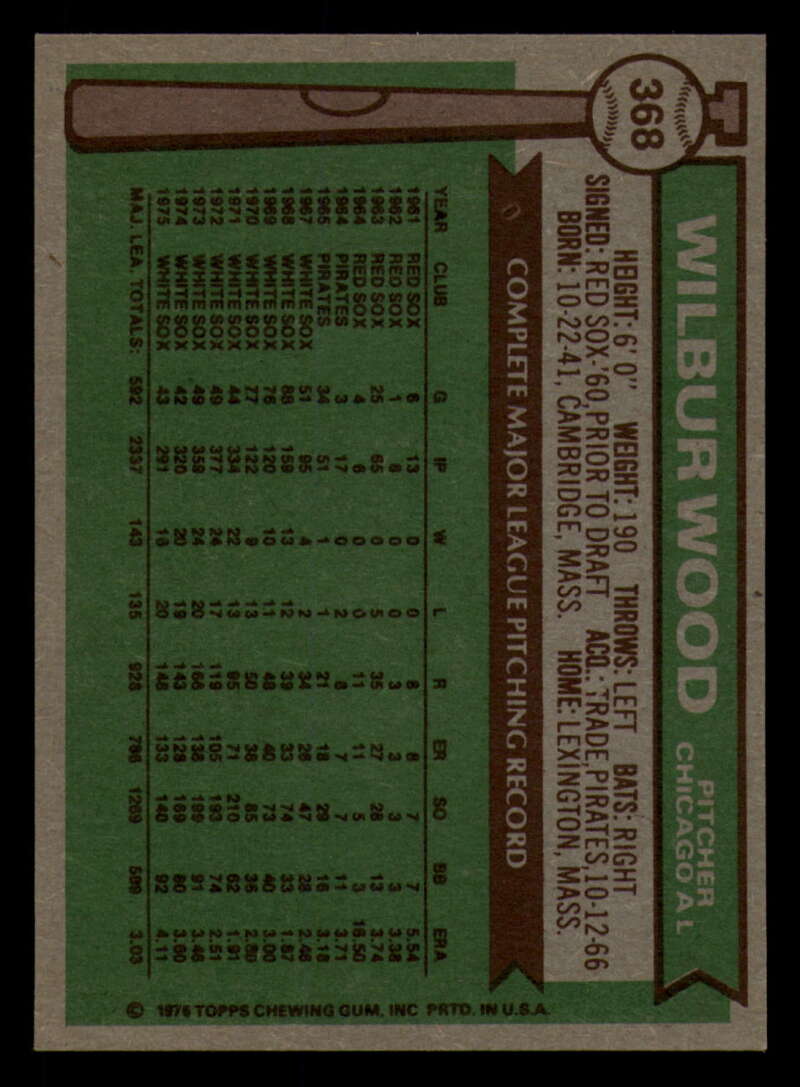 368
WILBUR WOOD
PITCHER
CHICAGO A L
HEIGHT: 6' 0" WEIGHT: 190 THROWS: LEFT BATS: RIGHT
SIGNED: RED SOX-'60, PRIOR TO DRAFT ACQ.: TRADE, PIRATES, 10-12-66
BORN: 10-22-41, CAMBRIDGE, MASS. HOME: LEXINGTON, MASS.
COMPLETE MAJOR LEAGUE PITCHING RECORD
YEAR CLUB G IP W L R ER SO BB ERA
1961 RED SOX 6 13 0 0 8 8 7 7 5.54
1962 RED SOX 1 8 0 0 3 3 3 3 3.38
1963 RED SOX 25 65 0 5 35 27 28 13 3.74
1964 RED SOX 4 6 0 0 11 11 5 3 16.50
1964 PIRATES 3 17 0 2 8 7 7 11 3.71
1965 PIRATES 34 51 1 1 21 18 29 16 3.18
1967 WHITE SOX 51 95 4 2 34 26 47 28 2.46
1968 WHITE SOX 88 159 13 12 39 33 74 33 1.87
1969 WHITE SOX 76 120 10 11 48 40 73 40 3.00
1970 WHITE SOX 77 122 9 13 50 38 85 36 2.80
1971 WHITE SOX 44 334 22 13 95 71 210 62 1.91
1972 WHITE SOX 49 377 24 17 119 105 193 74 2.51
1973 WHITE SOX 49 359 24 20 166 138 199 91 3.46
1974 WHITE SOX 42 320 20 19 143 128 169 80 3.60
1975 WHITE SOX 43 291 16 20 148 133 140 92 4.11
MAJ. LEA. TOTALS: 592 2337 143 135 928 786 1269 589 3.03
© 1976 TOPPS CHEWING GUM, INC PRTD. IN U.S.A.